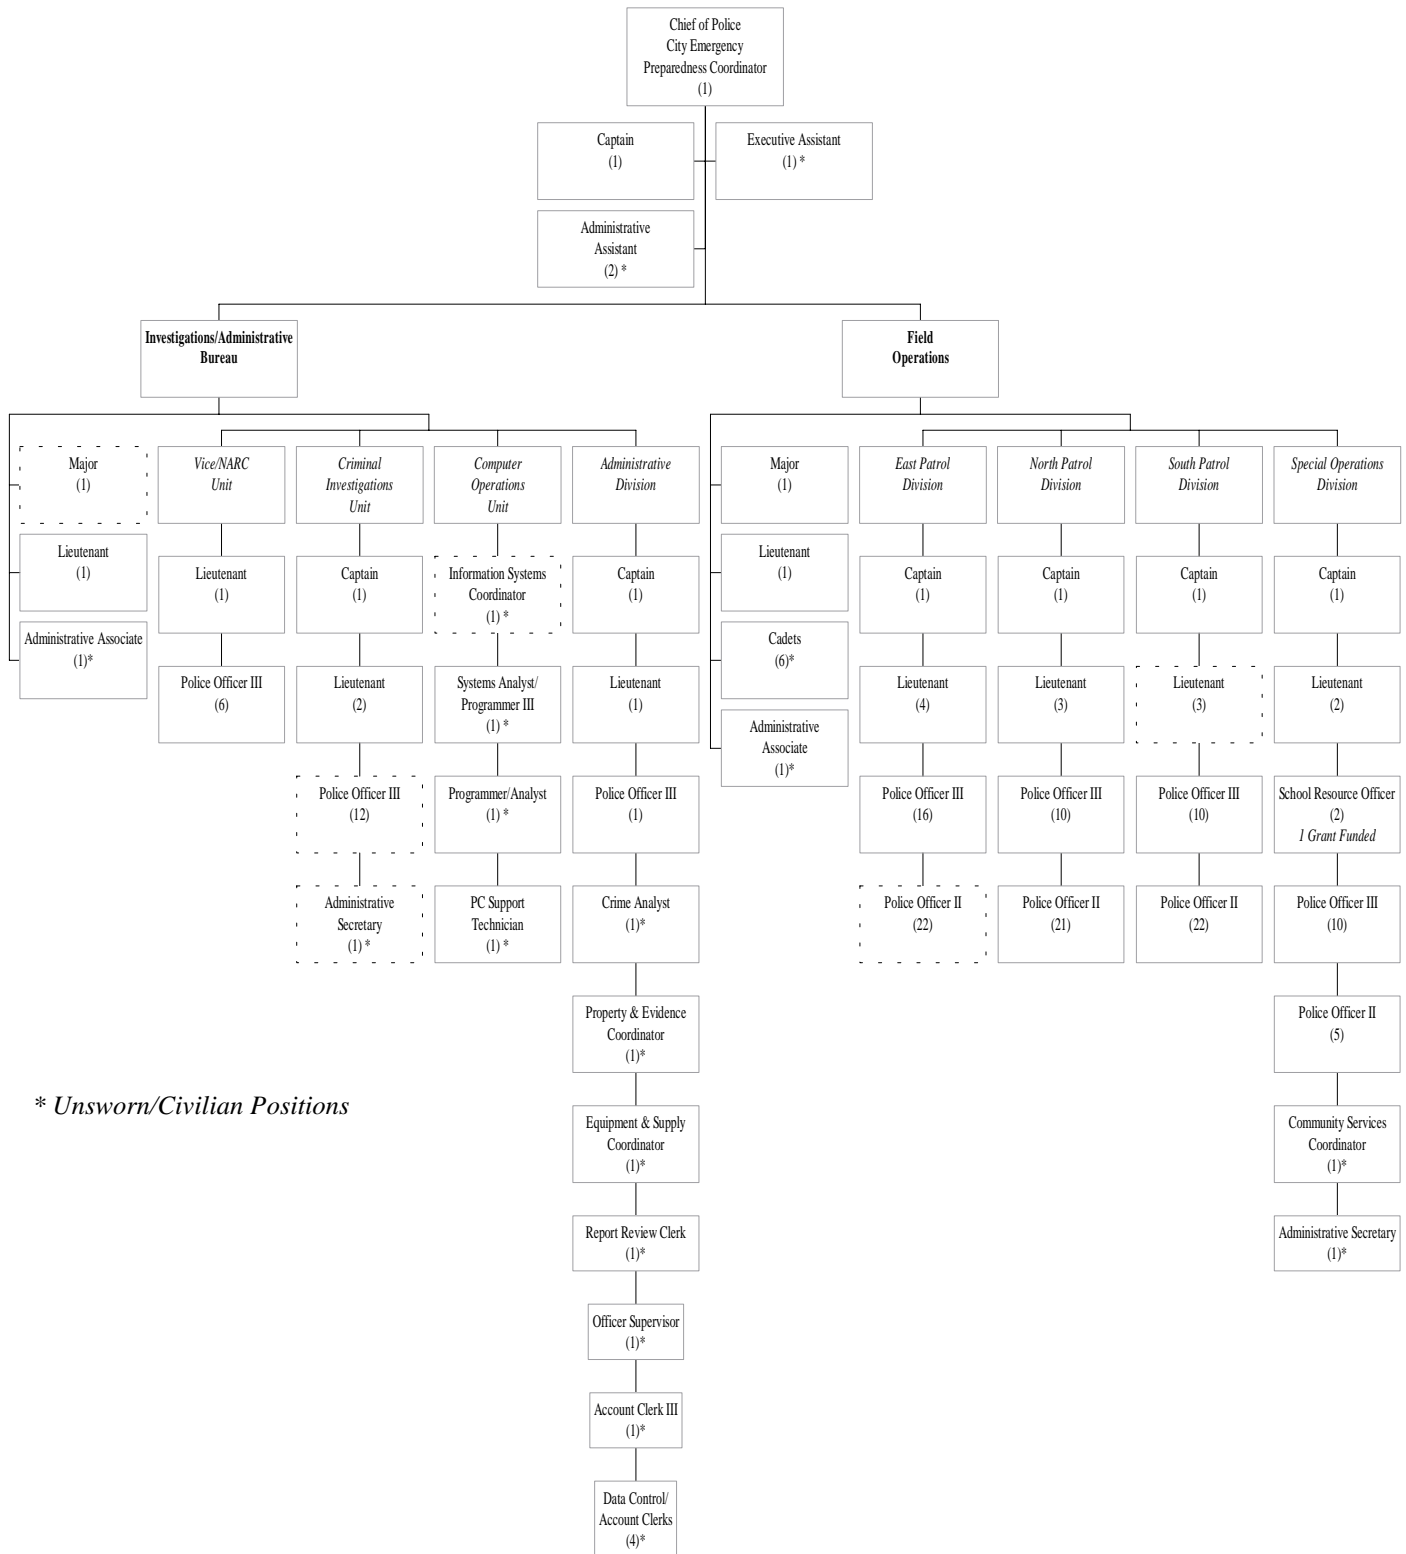 Chief of Police
City Emergency
Preparedness Coordinator
(1)
Captain
(1)
Executive Assistant
(1) *
Administrative
Assistant
(2) *
Investigations/Administrative
Bureau
Field
Operations
Major
(1)
Lieutenant
(1)
Administrative Associate
(1)*
Vice/NARC
Unit
Lieutenant
(1)
Police Officer III
(6)
Criminal
Investigations
Unit
Captain
(1)
Lieutenant
(2)
Police Officer III
(12)
Administrative
Secretary
(1) *
Computer
Operations
Unit
Information Systems
Coordinator
(1) *
Systems Analyst/
Programmer III
(1) *
Programmer/Analyst
(1) *
PC Support
Technician
(1) *
Administrative
Division
Captain
(1)
Lieutenant
(1)
Police Officer III
(1)
Crime Analyst
(1)*
Property & Evidence
Coordinator
(1)*
Equipment & Supply
Coordinator
(1)*
Report Review Clerk
(1)*
Officer Supervisor
(1)*
Account Clerk III
(1)*
Data Control/
Account Clerks
(4)*
Major
(1)
Lieutenant
(1)
Cadets
(6)*
Administrative
Associate
(1)*
East Patrol
Division
Captain
(1)
Lieutenant
(4)
Police Officer III
(16)
Police Officer II
(22)
North Patrol
Division
Captain
(1)
Lieutenant
(3)
Police Officer III
(10)
Police Officer II
(21)
South Patrol
Division
Captain
(1)
Lieutenant
(3)
Police Officer III
(10)
Police Officer II
(22)
Special Operations
Division
Captain
(1)
Lieutenant
(2)
School Resource Officer
(2)
1 Grant Funded
Police Officer III
(10)
Police Officer II
(5)
Community Services
Coordinator
(1)*
Administrative Secretary
(1)*
* Unsworn/Civilian Positions